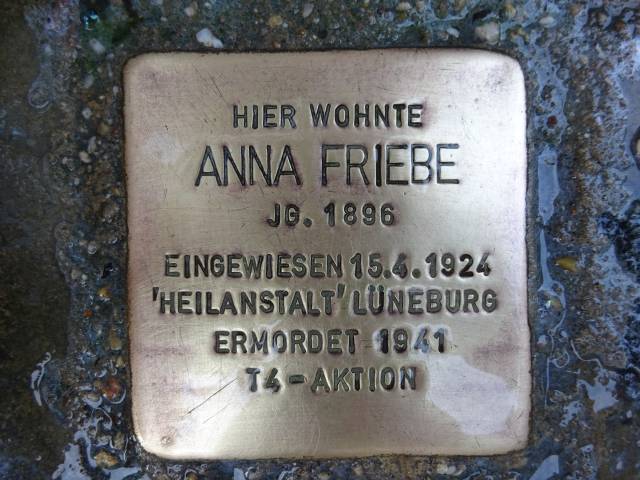 HIER WOHNTE
ANNA FRIEBE
JG. 1896
EINGEWIESEN 15.4.1924
'HEILANSTALT' LÜNEBURG
ERMORDET 1941
T4-AKTION